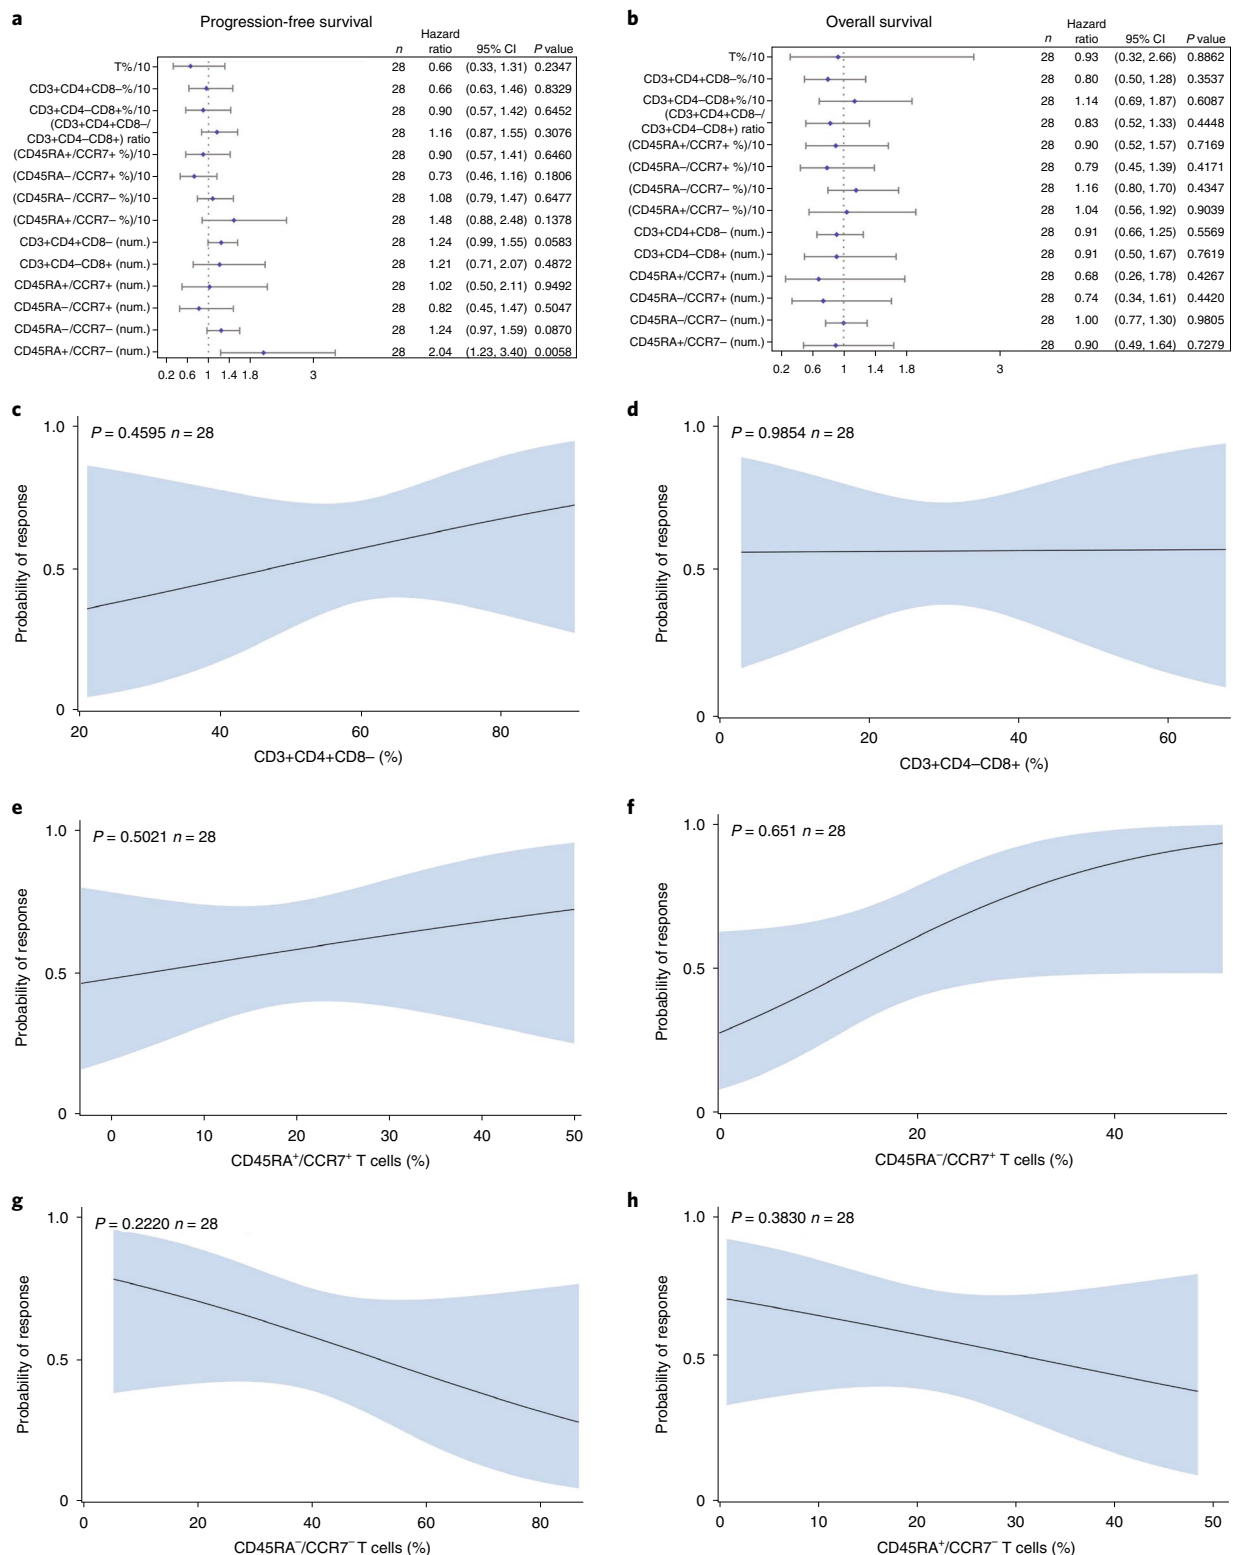 a
Progression-free survival
n Hazard ratio 95% CI P value
T%/10 28 0.66 (0.33, 1.31) 0.2347
CD3+CD4+CD8–%/10 28 0.66 (0.63, 1.46) 0.8329
CD3+CD4–CD8+%/10 28 0.90 (0.57, 1.42) 0.6452
(CD3+CD4+CD8–/
CD3+CD4–CD8+) ratio 28 1.16 (0.87, 1.55) 0.3076
(CD45RA+/CCR7+ %)/10 28 0.90 (0.57, 1.41) 0.6460
(CD45RA–/CCR7+ %)/10 28 0.73 (0.46, 1.16) 0.1806
(CD45RA–/CCR7– %)/10 28 1.08 (0.79, 1.47) 0.6477
(CD45RA+/CCR7– %)/10 28 1.48 (0.88, 2.48) 0.1378
CD3+CD4+CD8– (num.) 28 1.24 (0.99, 1.55) 0.0583
CD3+CD4–CD8+ (num.) 28 1.21 (0.71, 2.07) 0.4872
CD45RA+/CCR7+ (num.) 28 1.02 (0.50, 2.11) 0.9492
CD45RA–/CCR7+ (num.) 28 0.82 (0.45, 1.47) 0.5047
CD45RA–/CCR7– (num.) 28 1.24 (0.97, 1.59) 0.0870
CD45RA+/CCR7– (num.) 28 2.04 (1.23, 3.40) 0.0058
0.2 0.6 1 1.4 1.8 3
b
Overall survival
n Hazard ratio 95% CI P value
T%/10 28 0.93 (0.32, 2.66) 0.8862
CD3+CD4+CD8–%/10 28 0.80 (0.50, 1.28) 0.3537
CD3+CD4–CD8+%/10 28 1.14 (0.69, 1.87) 0.6087
(CD3+CD4+CD8–/
CD3+CD4–CD8+) ratio 28 0.83 (0.52, 1.33) 0.4448
(CD45RA+/CCR7+ %)/10 28 0.90 (0.52, 1.57) 0.7169
(CD45RA–/CCR7+ %)/10 28 0.79 (0.45, 1.39) 0.4171
(CD45RA–/CCR7– %)/10 28 1.16 (0.80, 1.70) 0.4347
(CD45RA+/CCR7– %)/10 28 1.04 (0.56, 1.92) 0.9039
CD3+CD4+CD8– (num.) 28 0.91 (0.66, 1.25) 0.5569
CD3+CD4–CD8+ (num.) 28 0.91 (0.50, 1.67) 0.7619
CD45RA+/CCR7+ (num.) 28 0.68 (0.26, 1.78) 0.4267
CD45RA–/CCR7+ (num.) 28 0.74 (0.34, 1.61) 0.4420
CD45RA–/CCR7– (num.) 28 1.00 (0.77, 1.30) 0.9805
CD45RA+/CCR7– (num.) 28 0.90 (0.49, 1.64) 0.7279
0.2 0.6 1 1.4 1.8 3
c
P = 0.4595 n = 28
Probability of response
1.0
0.5
0
20 40 60 80
CD3+CD4+CD8– (%)
d
P = 0.9854 n = 28
Probability of response
1.0
0.5
0
0 20 40 60
CD3+CD4–CD8+ (%)
e
P = 0.5021 n = 28
Probability of response
1.0
0.5
0
0 10 20 30 40 50
CD45RA⁺/CCR7⁺ T cells (%)
f
P = 0.651 n = 28
Probability of response
1.0
0.5
0
0 20 40
CD45RA⁻/CCR7⁺ T cells (%)
g
P = 0.2220 n = 28
Probability of response
1.0
0.5
0
0 20 40 60 80
CD45RA⁻/CCR7⁻ T cells (%)
h
P = 0.3830 n = 28
Probability of response
1.0
0.5
0
0 10 20 30 40 50
CD45RA⁺/CCR7⁻ T cells (%)